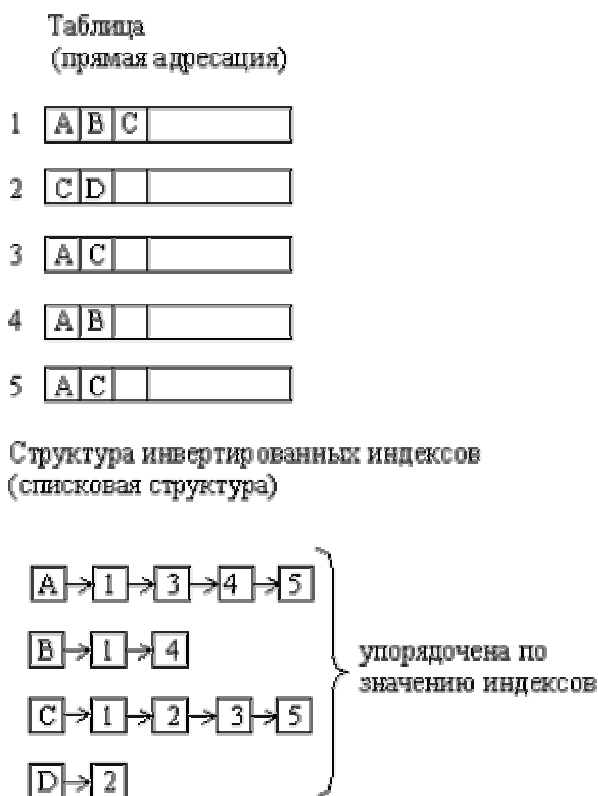 Таблица
(прямая адресация)
1 A B C
2 C D
3 A C
4 A B
5 A C
Структура инвертированных индексов
(списковая структура)
A 1 3 4 5
B 1 4
C 1 2 3 5
D 2
упорядочена по
значению индексов